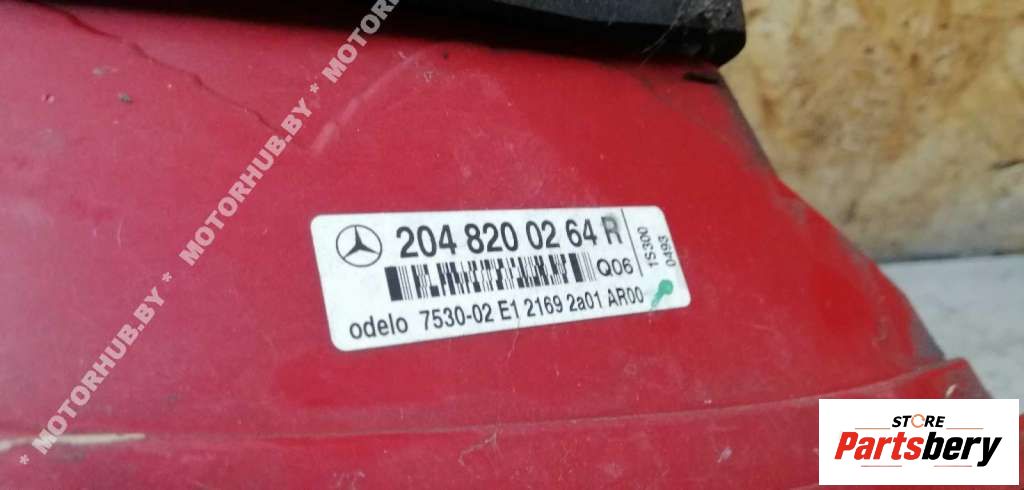 * MOTORHUB.BY * MOTORHUB.BY * MOTORHUB.BY *
204 820 02 64 R
Q06
1S300
0493
odelo 7530-02 E1 2169 2a01 AR00
STORE
Partsbery